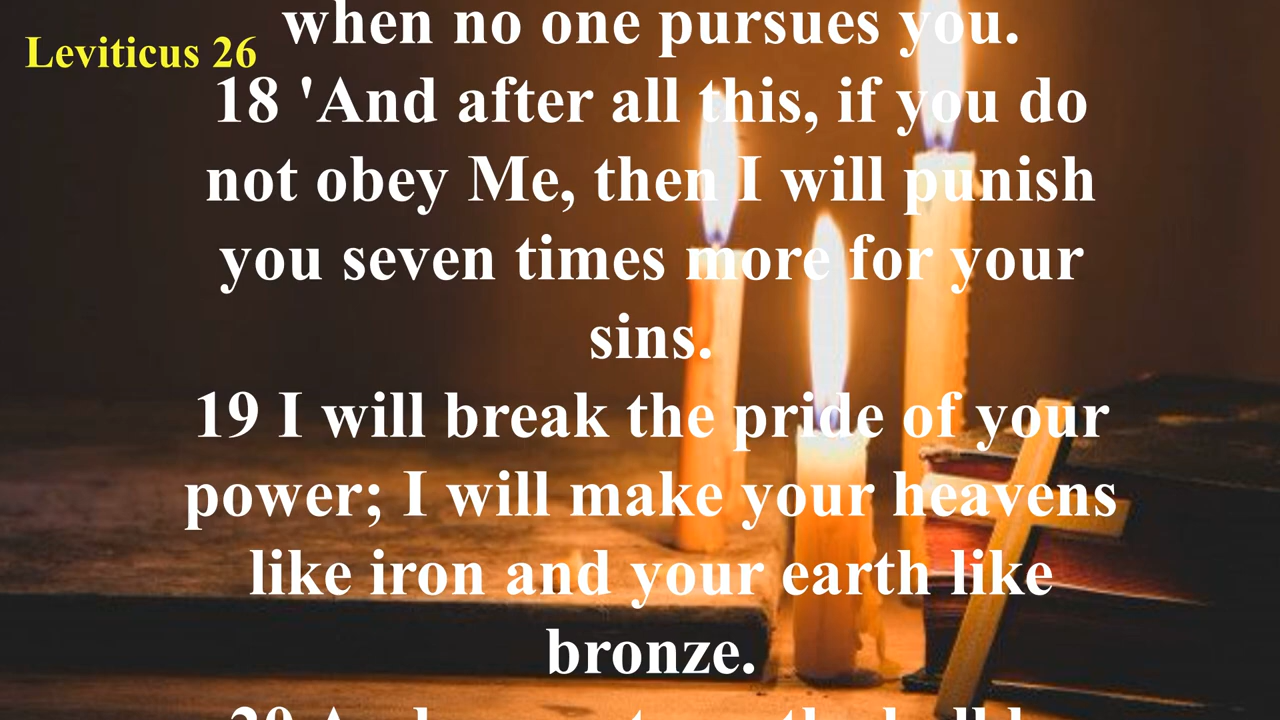 Leviticus 26
when no one pursues you.
18 'And after all this, if you do
not obey Me, then I will punish
you seven times more for your
sins.
19 I will break the pride of your
power; I will make your heavens
like iron and your earth like
bronze.
20 And